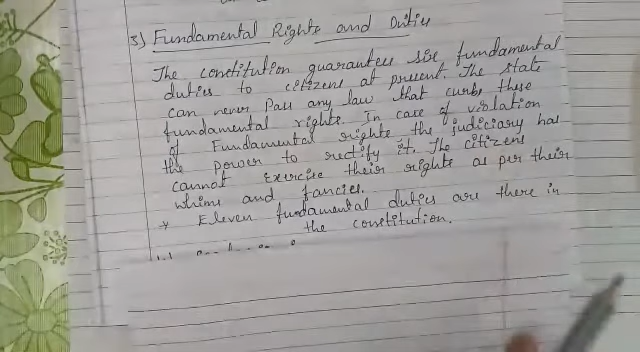 3) Fundamental Rights and Duties
The constitution guarantees six fundamental
duties to citizens at present. The state
can never pass any law that curbs these
fundamental rights. In case of violation
of Fundamental rights, the judiciary has
the power to rectify it. The citizens
cannot exercise their rights as per their
whims and fancies.
* Eleven fundamental duties are there in
the constitution.